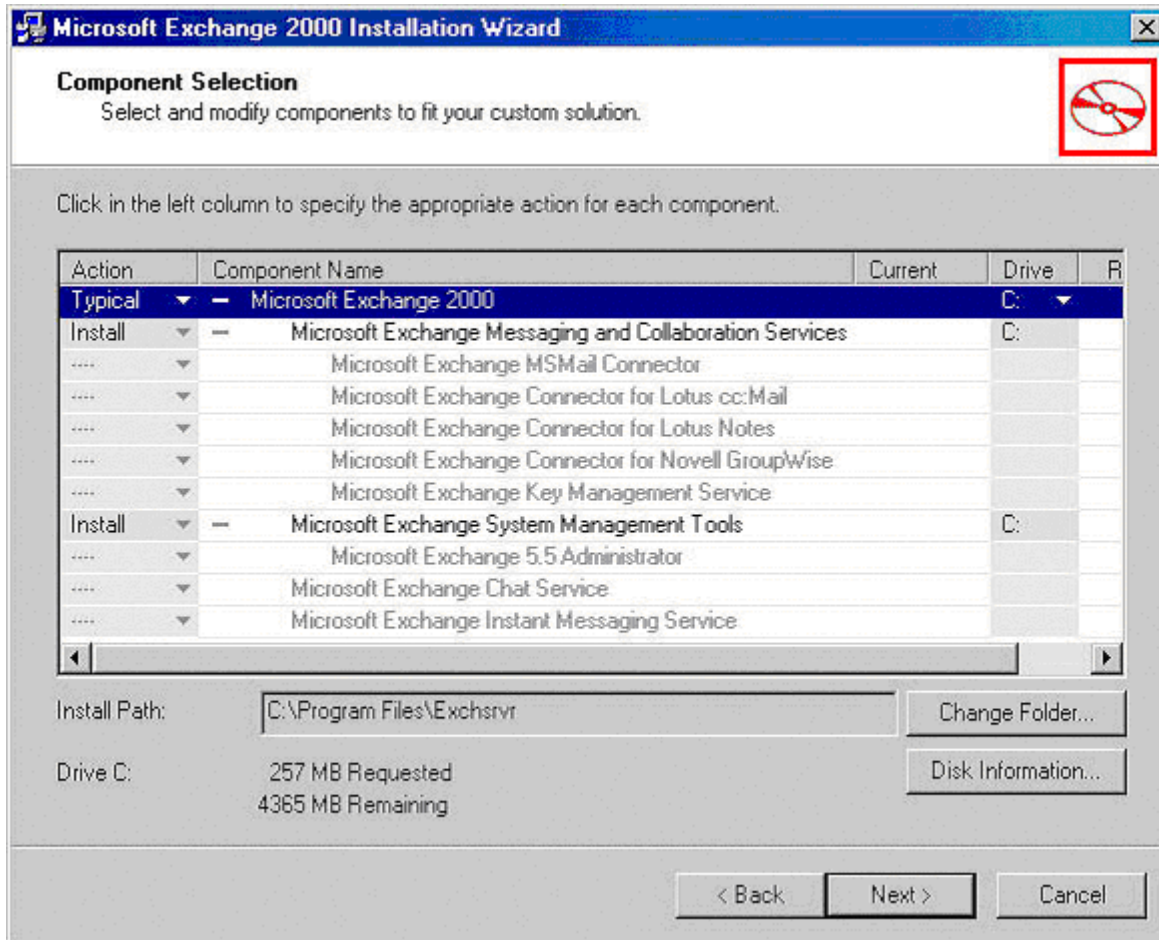 Microsoft Exchange 2000 Installation Wizard
Component Selection
Select and modify components to fit your custom solution.
Click in the left column to specify the appropriate action for each component.
Action Component Name Current Drive R
Typical Microsoft Exchange 2000 C:
Install Microsoft Exchange Messaging and Collaboration Services C:
---- Microsoft Exchange MSMail Connector
---- Microsoft Exchange Connector for Lotus cc:Mail
---- Microsoft Exchange Connector for Lotus Notes
---- Microsoft Exchange Connector for Novell GroupWise
---- Microsoft Exchange Key Management Service
Install Microsoft Exchange System Management Tools C:
---- Microsoft Exchange 5.5 Administrator
---- Microsoft Exchange Chat Service
---- Microsoft Exchange Instant Messaging Service
Install Path: C:\Program Files\Exchsrvr Change Folder...
Drive C: 257 MB Requested Disk Information...
4365 MB Remaining
< Back Next > Cancel